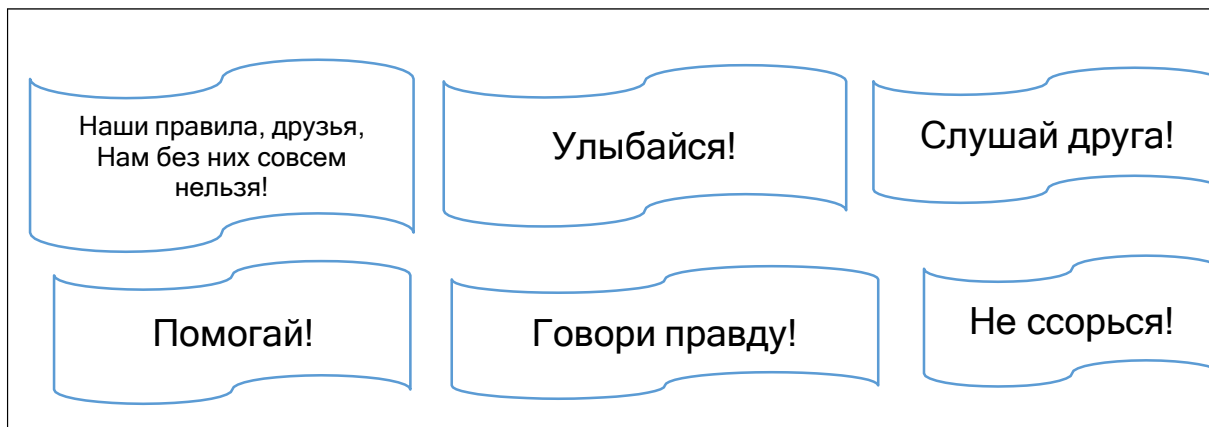 Наши правила, друзья,
Нам без них совсем
нельзя!
Улыбайся!
Слушай друга!
Помогай!
Говори правду!
Не ссорься!